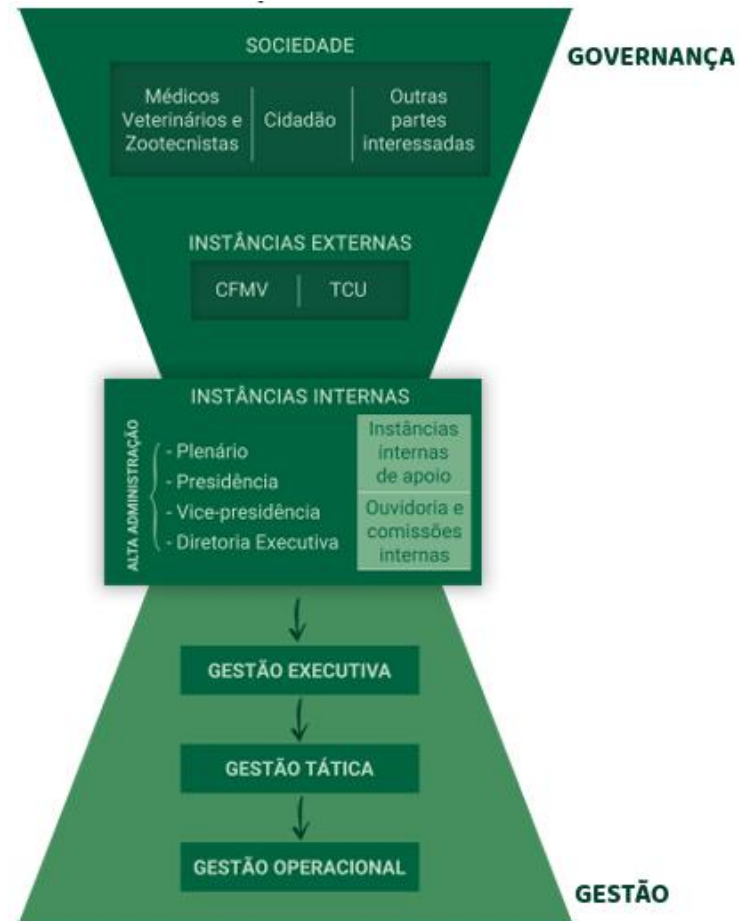 SOCIEDADE
GOVERNANÇA
Médicos
Veterinários e
Zootecnistas
Cidadão
Outras
partes
interessadas
INSTÂNCIAS EXTERNAS
CFMV
TCU
INSTÂNCIAS INTERNAS
ALTA ADMINISTRAÇÃO
- Plenário
- Presidência
- Vice-presidência
- Diretoria Executiva
Instâncias
internas
de apoio
Ouvidoria e
comissões
internas
GESTÃO EXECUTIVA
GESTÃO TÁTICA
GESTÃO OPERACIONAL
GESTÃO